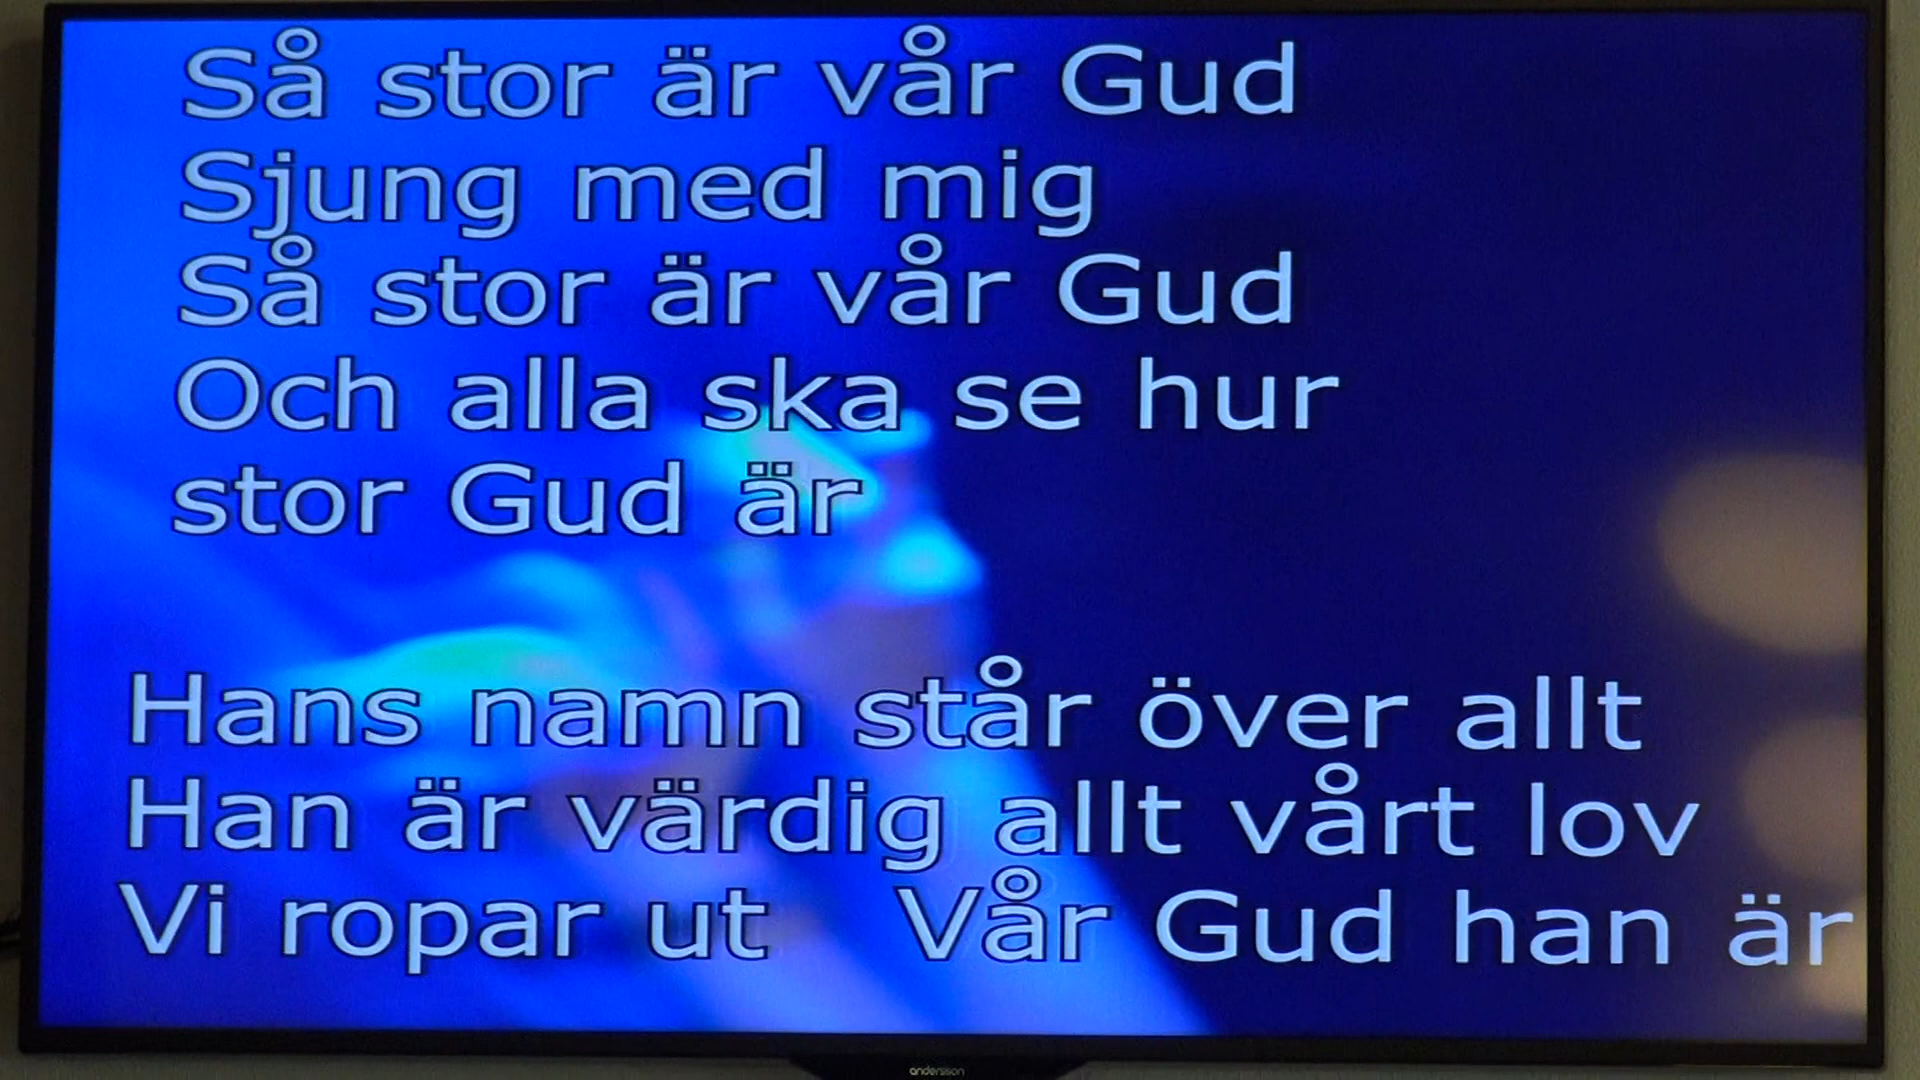 Så stor är vår Gud
Sjung med mig
Så stor är vår Gud
Och alla ska se hur
stor Gud är
Hans namn står över allt
Han är värdig allt vårt lov
Vi ropar ut Vår Gud han är
andersson